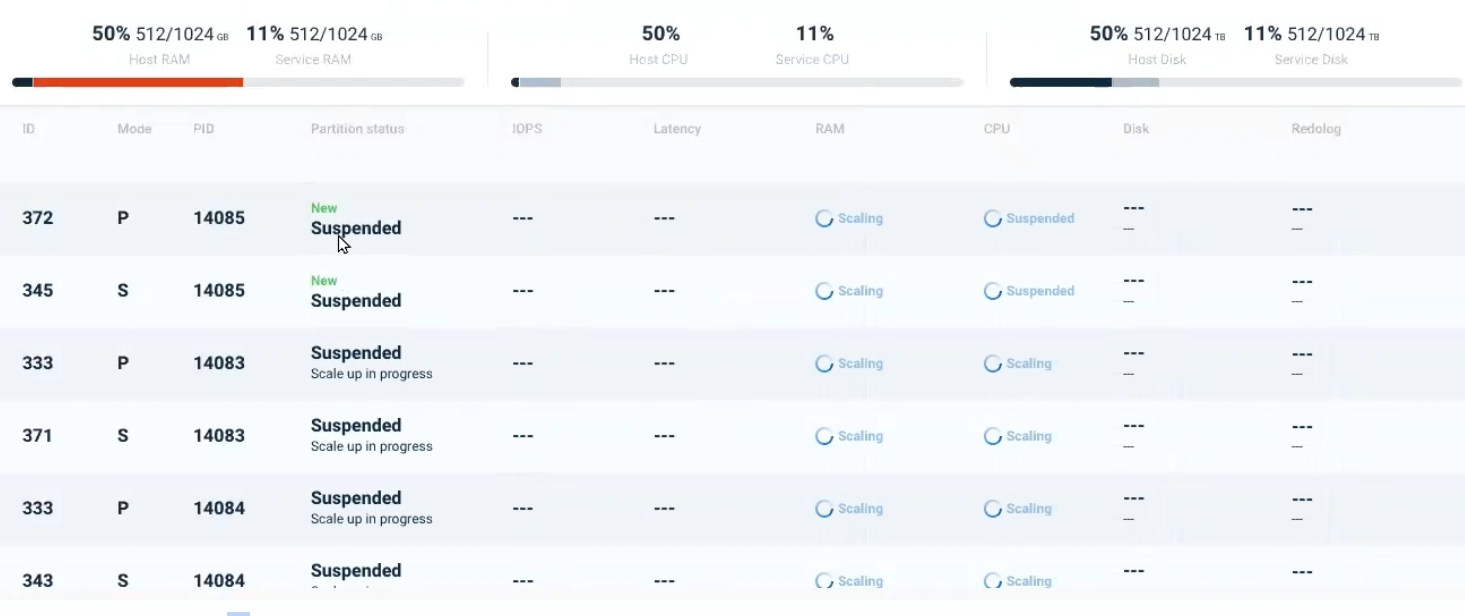 50% 512/1024 GB 11% 512/1024 GB 50% 11% 50% 512/1024 TB 11% 512/1024 TB
Host RAM Service RAM Host CPU Service CPU Host Disk Service Disk
ID Mode PID Partition status IOPS Latency RAM CPU Disk Redolog
New
372 P 14085 Suspended --- --- Scaling Suspended --- ---
--- ---
New
345 S 14085 Suspended --- --- Scaling Suspended --- ---
--- ---
333 P 14083 Suspended --- --- Scaling Scaling --- ---
Scale up in progress --- ---
371 S 14083 Suspended --- --- Scaling Scaling --- ---
Scale up in progress --- ---
333 P 14084 Suspended --- --- Scaling Scaling --- ---
Scale up in progress --- ---
343 S 14084 Suspended --- --- Scaling Scaling --- ---